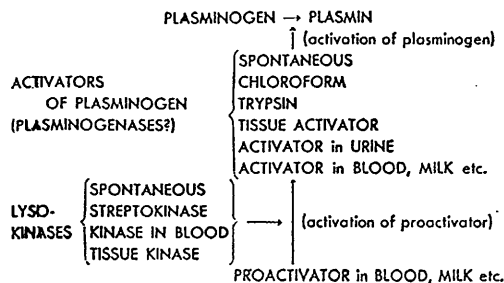 PLASMINOGEN → PLASMIN
(activation of plasminogen)
ACTIVATORS
OF PLASMINOGEN
(PLASMINOGENASES?)
SPONTANEOUS
CHLOROFORM
TRYPSIN
TISSUE ACTIVATOR
ACTIVATOR in URINE
ACTIVATOR in BLOOD, MILK etc.
LYSO-
KINASES
SPONTANEOUS
STREPTOKINASE
KINASE IN BLOOD
TISSUE KINASE
(activation of proactivator)
PROACTIVATOR in BLOOD, MILK etc.